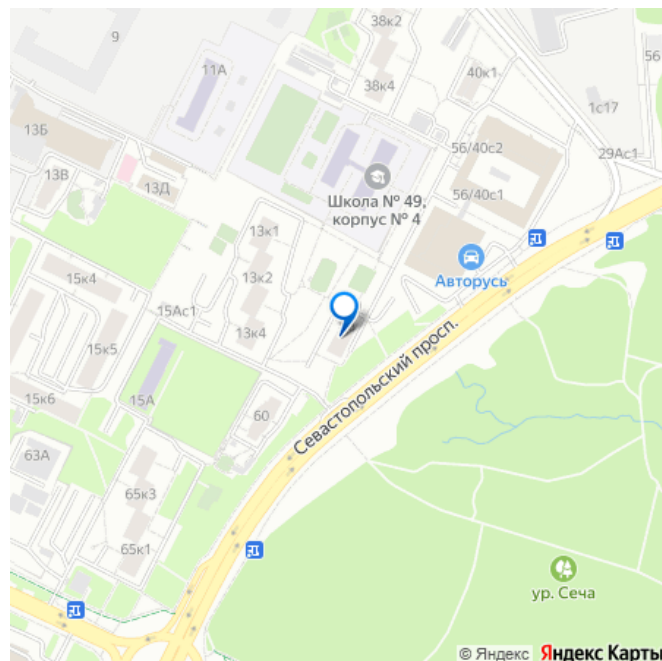 38к2
9
11А
38к4
40к1
56
1с17
13Б
56/40с2
29Ас1
13В
13Д
Школа № 49,
корпус № 4
56/40с1
13к1
Авторусь
13к2
15к4
15Ас1
13к4
15к5
Севастопольский просп.
15к6
15А
60
63А
65к3
65к1
ур. Сеча
© Яндекс Яндекс Карты